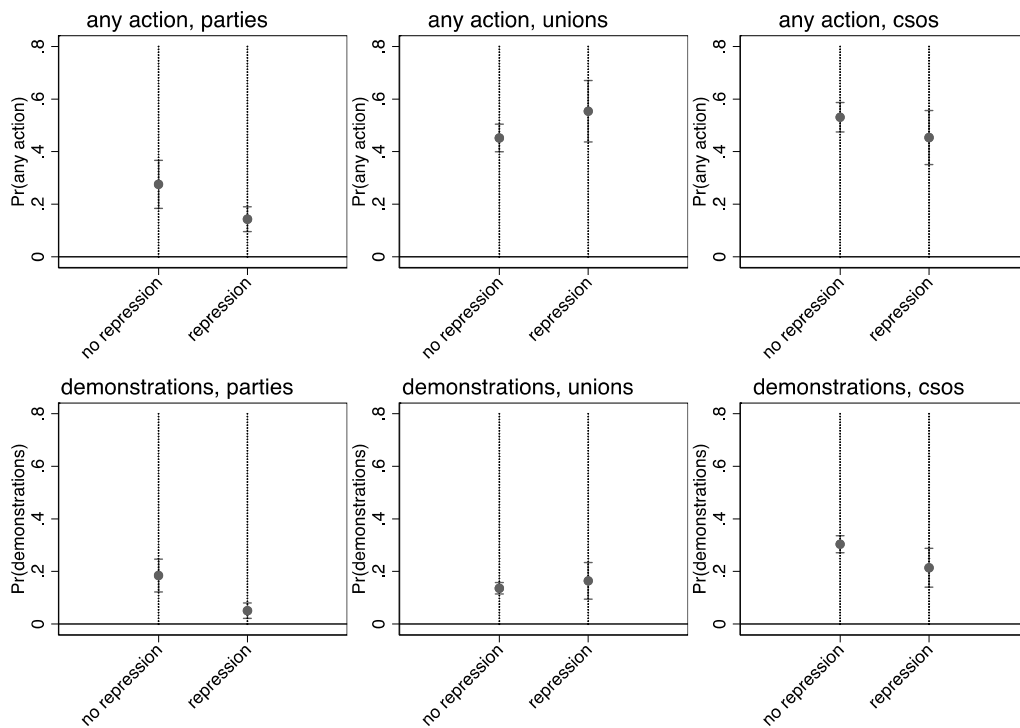 any action, parties
Pr(any action)
.8
.6
.4
.2
0
no repression
repression
any action, unions
Pr(any action)
.8
.6
.4
.2
0
no repression
repression
any action, csos
Pr(any action)
.8
.6
.4
.2
0
no repression
repression
demonstrations, parties
Pr(demonstrations)
.8
.6
.4
.2
0
no repression
repression
demonstrations, unions
Pr(demonstrations)
.8
.6
.4
.2
0
no repression
repression
demonstrations, csos
Pr(demonstrations)
.8
.6
.4
.2
0
no repression
repression